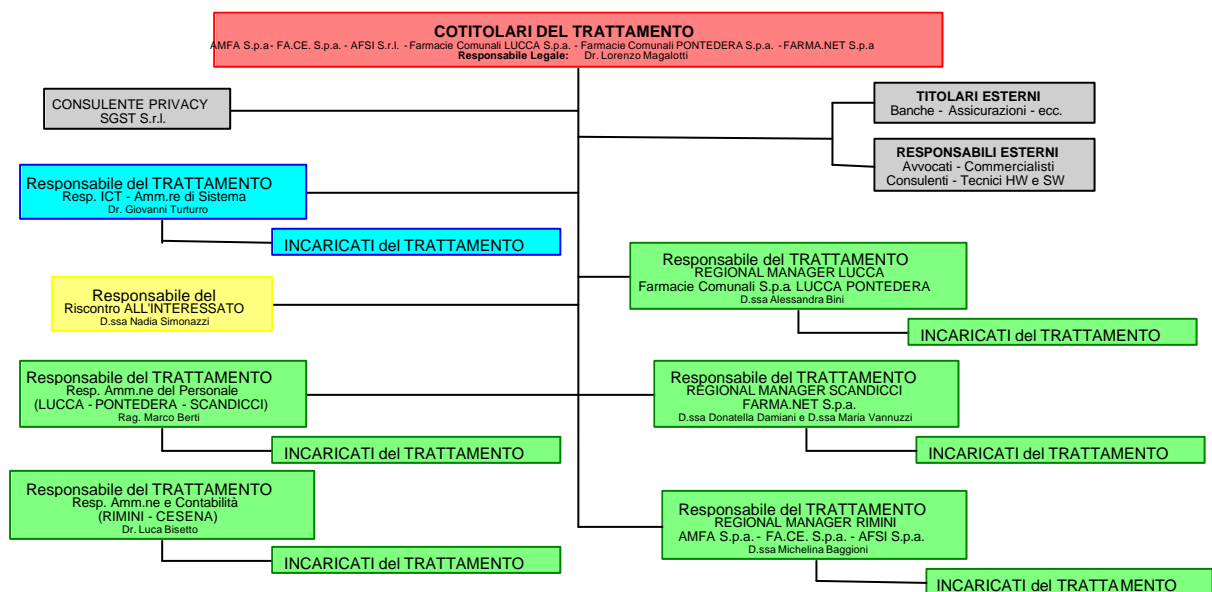 COTITOLARI DEL TRATTAMENTO
AMFA S.p.a- FA.CE. S.p.a. - AFSI S.r.l. - Farmacie Comunali LUCCA S.p.a. - Farmacie Comunali PONTEDERA S.p.a. - FARMA.NET S.p.a
Responsabile Legale: Dr. Lorenzo Magalotti
CONSULENTE PRIVACY
SGST S.r.l.
TITOLARI ESTERNI
Banche - Assicurazioni - ecc.
RESPONSABILI ESTERNI
Avvocati - Commercialisti
Consulenti - Tecnici HW e SW
Responsabile del TRATTAMENTO
Resp. ICT - Amm.re di Sistema
Dr. Giovanni Turturro
INCARICATI del TRATTAMENTO
Responsabile del TRATTAMENTO
REGIONAL MANAGER LUCCA
Farmacie Comunali S.p.a. LUCCA PONTEDERA
D.ssa Alessandra Bini
INCARICATI del TRATTAMENTO
Responsabile del
Riscontro ALL'INTERESSATO
D.ssa Nadia Simonazzi
Responsabile del TRATTAMENTO
Resp. Amm.ne del Personale
(LUCCA - PONTEDERA - SCANDICCI)
Rag. Marco Berti
INCARICATI del TRATTAMENTO
Responsabile del TRATTAMENTO
REGIONAL MANAGER SCANDICCI
FARMA.NET S.p.a.
D.ssa Donatella Damiani e D.ssa Maria Vannuzzi
INCARICATI del TRATTAMENTO
Responsabile del TRATTAMENTO
Resp. Amm.ne e Contabilità
(RIMINI - CESENA)
Dr. Luca Bisetto
INCARICATI del TRATTAMENTO
Responsabile del TRATTAMENTO
REGIONAL MANAGER RIMINI
AMFA S.p.a. - FA.CE. S.p.a. - AFSI S.p.a.
D.ssa Michelina Baggioni
INCARICATI del TRATTAMENTO